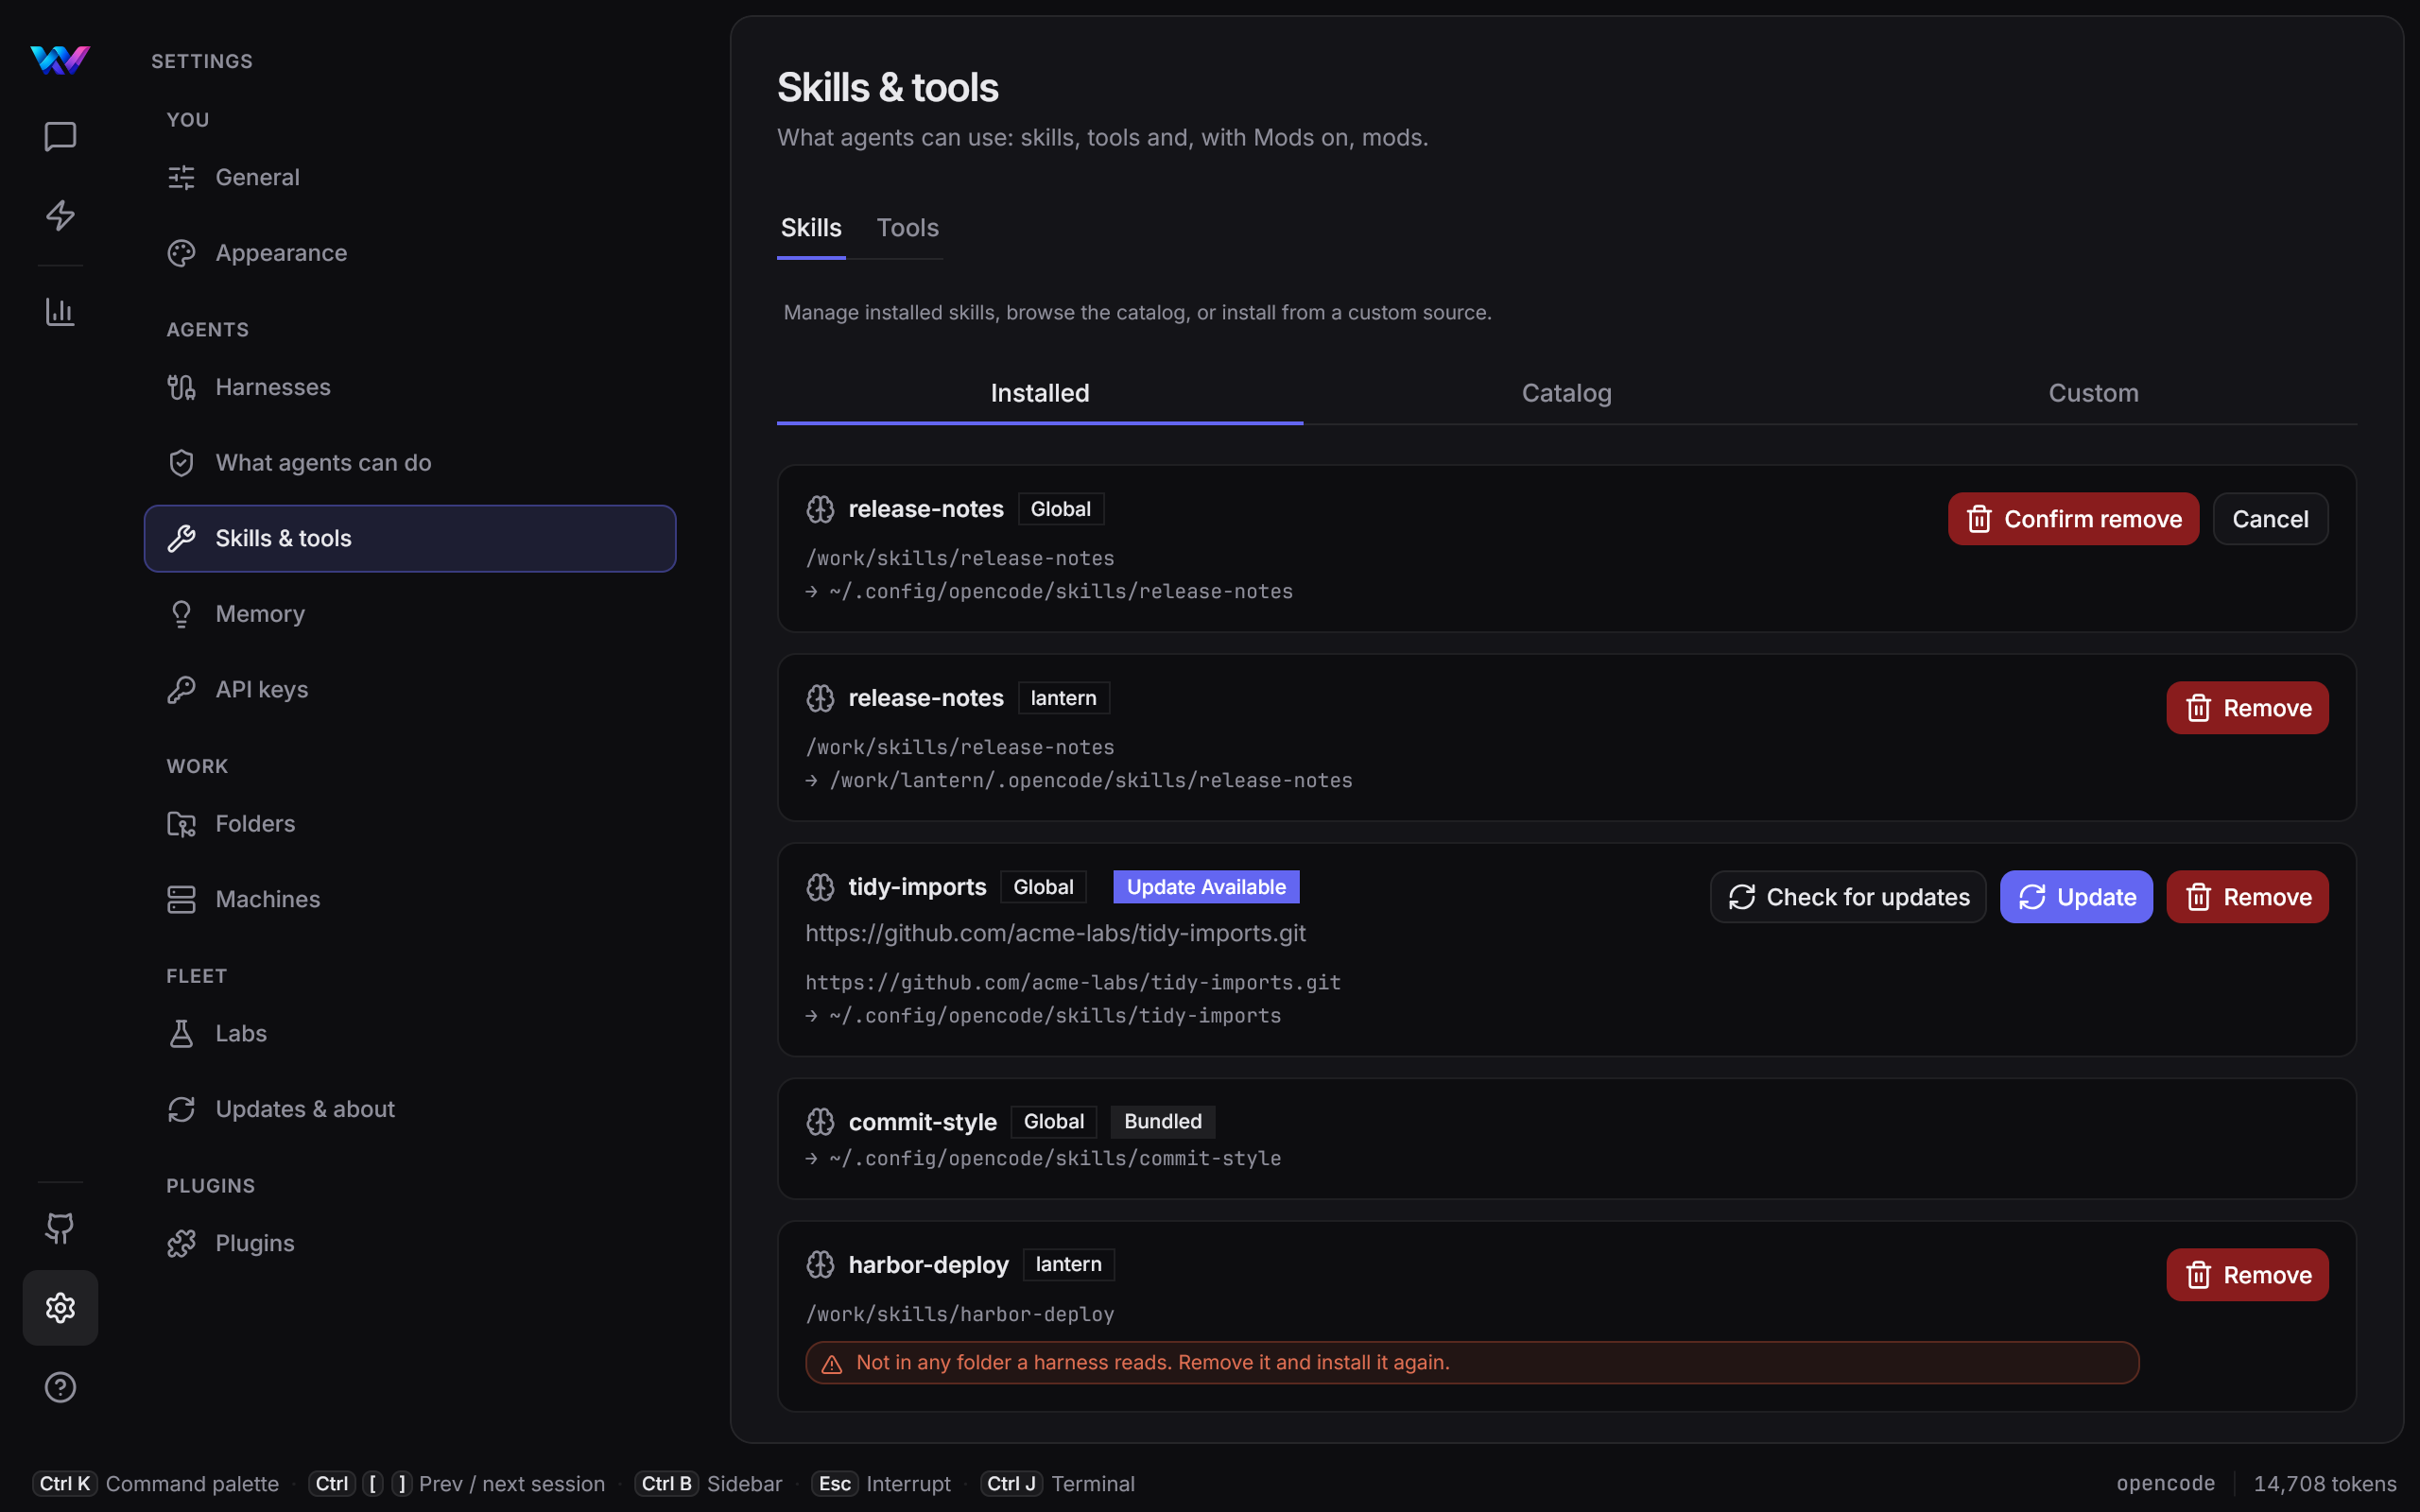 SETTINGS
YOU
General
Appearance
AGENTS
Harnesses
What agents can do
Skills & tools
Memory
API keys
WORK
Folders
Machines
FLEET
Labs
Updates & about
PLUGINS
Plugins
Skills & tools
What agents can use: skills, tools and, with Mods on, mods.
Skills Tools
Manage installed skills, browse the catalog, or install from a custom source.
Installed Catalog Custom
release-notes Global Confirm remove Cancel
/work/skills/release-notes
→ ~/.config/opencode/skills/release-notes
release-notes lantern Remove
/work/skills/release-notes
→ /work/lantern/.opencode/skills/release-notes
tidy-imports Global Update Available Check for updates Update Remove
https://github.com/acme-labs/tidy-imports.git
https://github.com/acme-labs/tidy-imports.git
→ ~/.config/opencode/skills/tidy-imports
commit-style Global Bundled
→ ~/.config/opencode/skills/commit-style
harbor-deploy lantern Remove
/work/skills/harbor-deploy
Not in any folder a harness reads. Remove it and install it again.
Ctrl K Command palette · Ctrl [ ] Prev / next session · Ctrl B Sidebar · Esc Interrupt · Ctrl J Terminal opencode 14,708 tokens